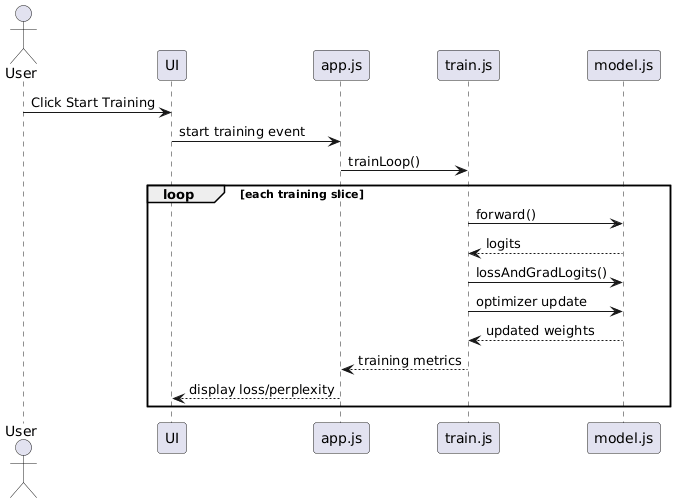 User
UI
app.js
train.js
model.js
Click Start Training
start training event
trainLoop()
loop [each training slice]
forward()
logits
lossAndGradLogits()
optimizer update
updated weights
training metrics
display loss/perplexity
User
UI
app.js
train.js
model.js